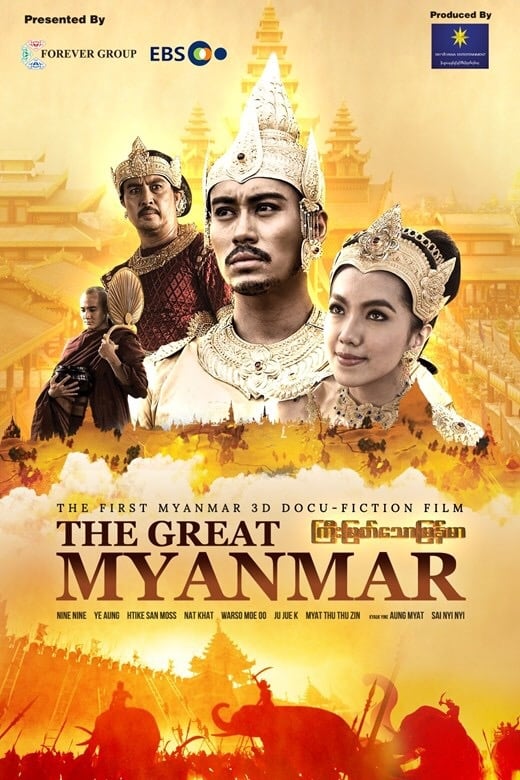 Presented By
FOREVER GROUP
EBS
Produced By
THE FIRST MYANMAR 3D DOCU-FICTION FILM
THE GREAT
ကြီးမြတ်သောမြန်မာ
MYANMAR
NINE NINE YE AUNG HTIKE SAN MOSS NAT KHAT WARSO MOE OO JU JUE K MYAT THU THU ZIN KYAUK YINE AUNG MYAT SAI NYI NYI